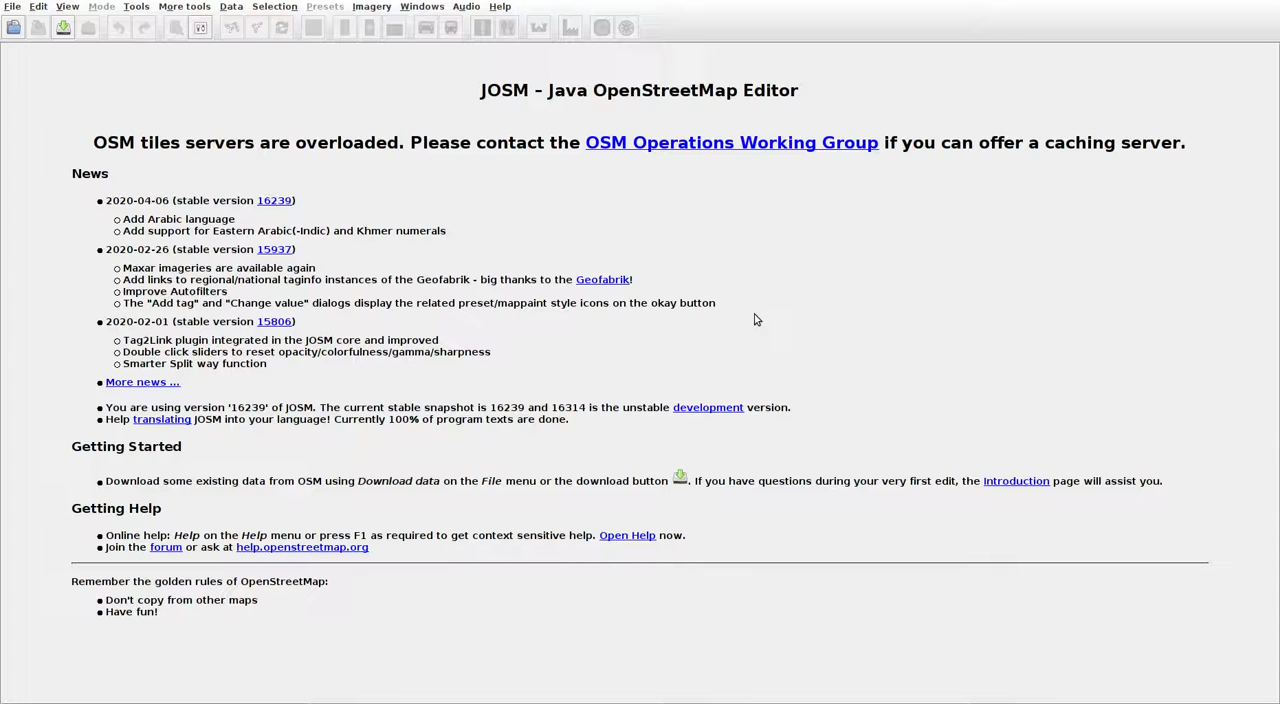 File Edit View Mode Tools More tools Data Selection Presets Imagery Windows Audio Help
JOSM – Java OpenStreetMap Editor
OSM tiles servers are overloaded. Please contact the OSM Operations Working Group if you can offer a caching server.
News
2020-04-06 (stable version 16239)
Add Arabic language
Add support for Eastern Arabic(-Indic) and Khmer numerals
2020-02-26 (stable version 15937)
Maxar imageries are available again
Add links to regional/national taginfo instances of the Geofabrik - big thanks to the Geofabrik!
Improve Autofilters
The "Add tag" and "Change value" dialogs display the related preset/mappaint style icons on the okay button
2020-02-01 (stable version 15806)
Tag2Link plugin integrated in the JOSM core and improved
Double click sliders to reset opacity/colorfulness/gamma/sharpness
Smarter Split way function
More news ...
You are using version '16239' of JOSM. The current stable snapshot is 16239 and 16314 is the unstable development version.
Help translating JOSM into your language! Currently 100% of program texts are done.
Getting Started
Download some existing data from OSM using Download data on the File menu or the download button . If you have questions during your very first edit, the Introduction page will assist you.
Getting Help
Online help: Help on the Help menu or press F1 as required to get context sensitive help. Open Help now.
Join the forum or ask at help.openstreetmap.org
Remember the golden rules of OpenStreetMap:
Don't copy from other maps
Have fun!